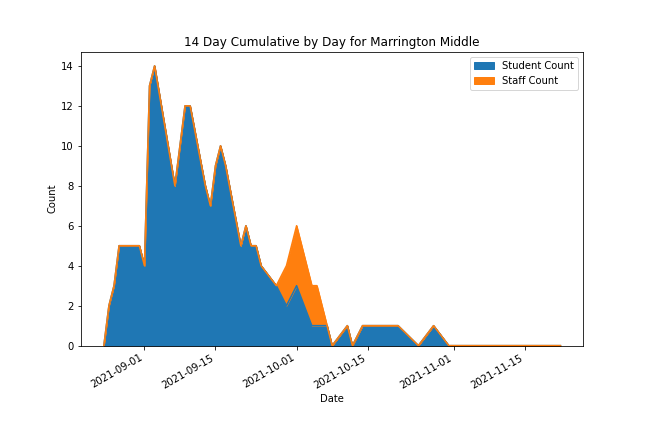 14 Day Cumulative by Day for Marrington Middle
Student Count
Staff Count
14
12
10
8
6
4
2
0
Count
2021-09-01
2021-09-15
2021-10-01
2021-10-15
2021-11-01
2021-11-15
Date